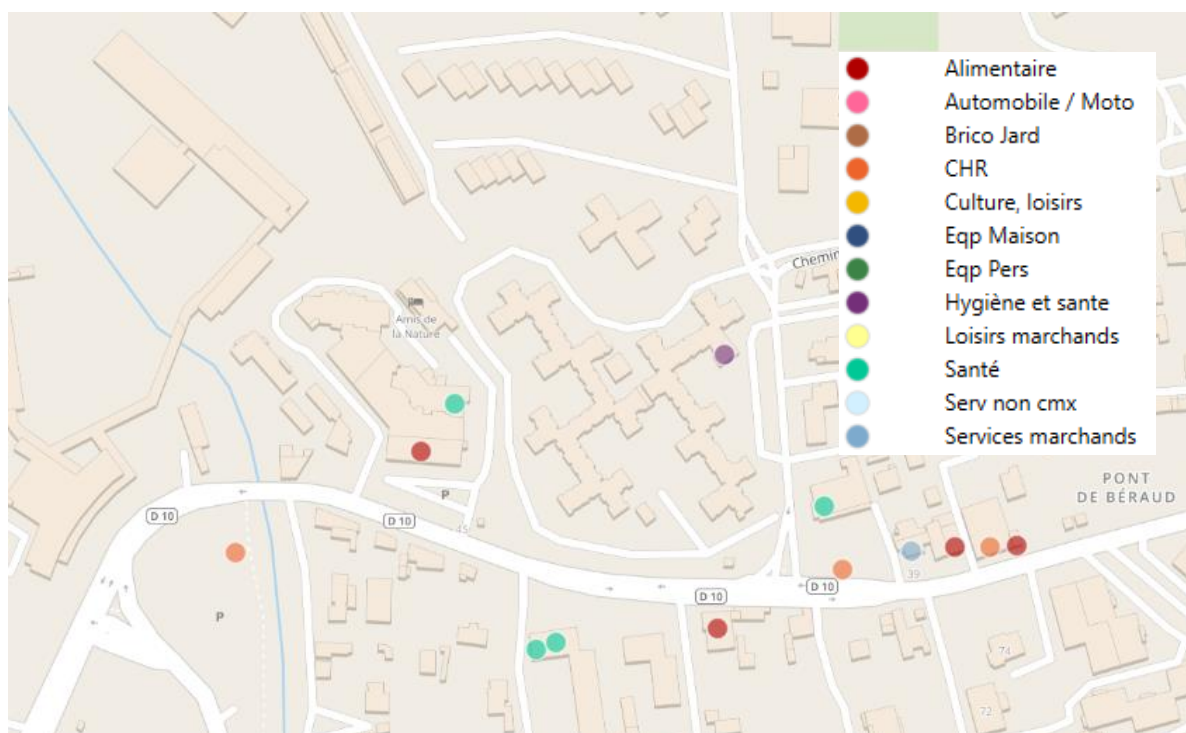 Alimentaire
Automobile / Moto
Brico Jard
CHR
Culture, loisirs
Eqp Maison
Eqp Pers
Hygiène et sante
Loisirs marchands
Santé
Serv non cmx
Services marchands
Chemin
Amis de
la Nature
PONT
DE BÉRAUD
P
D 10
D 10
45
39
D 10
D 10
P
74
72